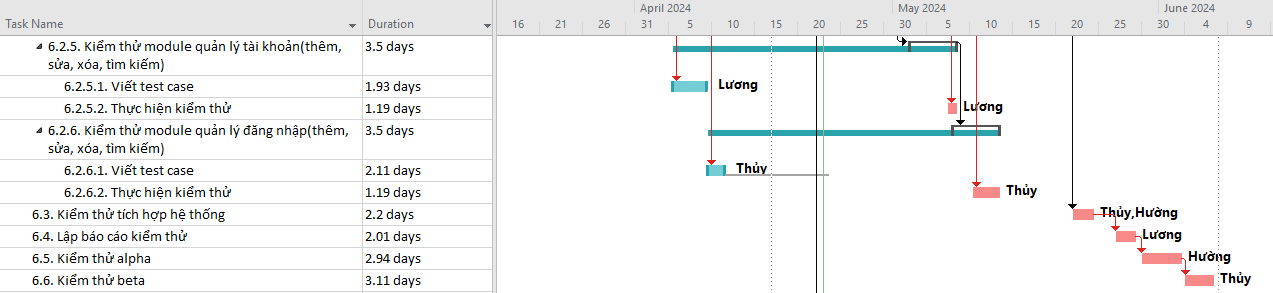 April 2024 May 2024 June 2024
Task Name Duration 16 21 26 31 5 10 15 20 25 30 5 10 15 20 25 30 4 9
6.2.5. Kiểm thử module quản lý tài khoản(thêm, 3.5 days
sửa, xóa, tìm kiếm)
6.2.5.1. Viết test case 1.93 days Lương
6.2.5.2. Thực hiện kiểm thử 1.19 days Lương
6.2.6. Kiểm thử module quản lý đăng nhập(thêm, 3.5 days
sửa, xóa, tìm kiếm)
6.2.6.1. Viết test case 2.11 days Thủy
6.2.6.2. Thực hiện kiểm thử 1.19 days Thủy
6.3. Kiểm thử tích hợp hệ thống 2.2 days Thủy,Hường
6.4. Lập báo cáo kiểm thử 2.01 days Lương
6.5. Kiểm thử alpha 2.94 days Hường
6.6. Kiểm thử beta 3.11 days Thủy